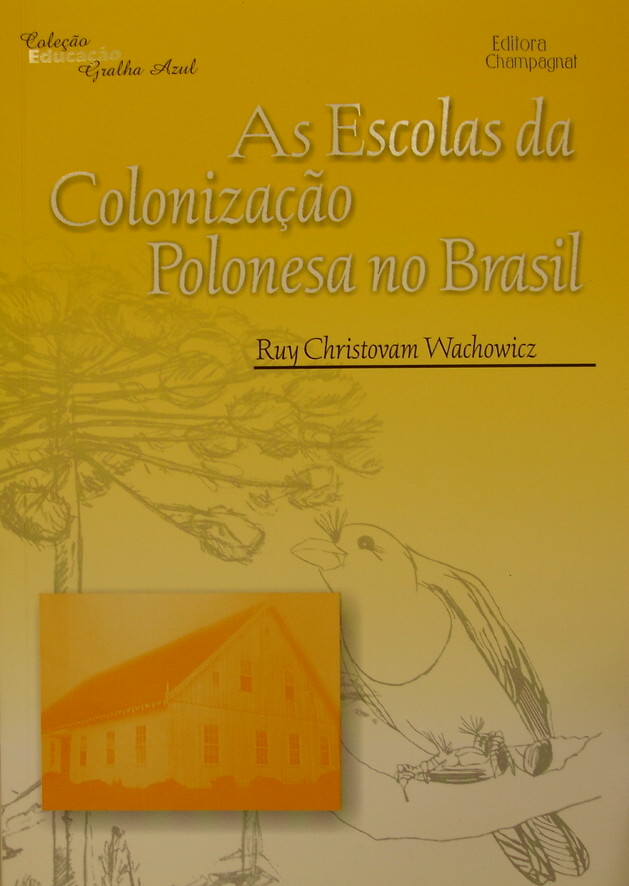 Coleção
Educação
Gralha Azul
Editora
Champagnat
As Escolas da
Colonização
Polonesa no Brasil
Ruy Christovam Wachowicz